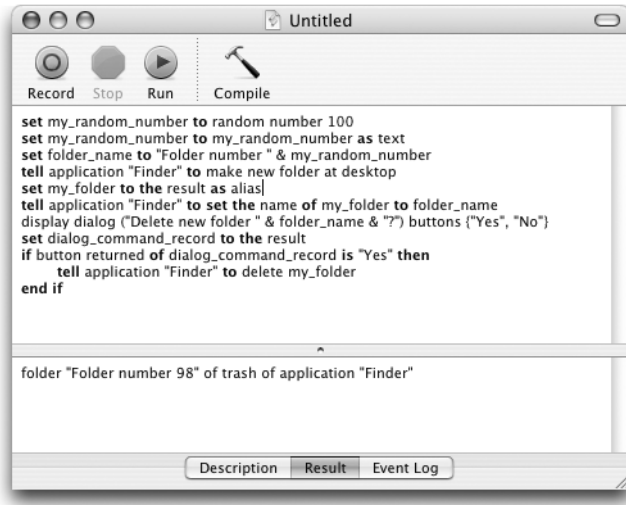 Untitled
Record Stop Run Compile
set my_random_number to random number 100
set my_random_number to my_random_number as text
set folder_name to "Folder number " & my_random_number
tell application "Finder" to make new folder at desktop
set my_folder to the result as alias
tell application "Finder" to set the name of my_folder to folder_name
display dialog ("Delete new folder " & folder_name & "?") buttons {"Yes", "No"}
set dialog_command_record to the result
if button returned of dialog_command_record is "Yes" then
tell application "Finder" to delete my_folder
end if
folder "Folder number 98" of trash of application "Finder"
Description Result Event Log